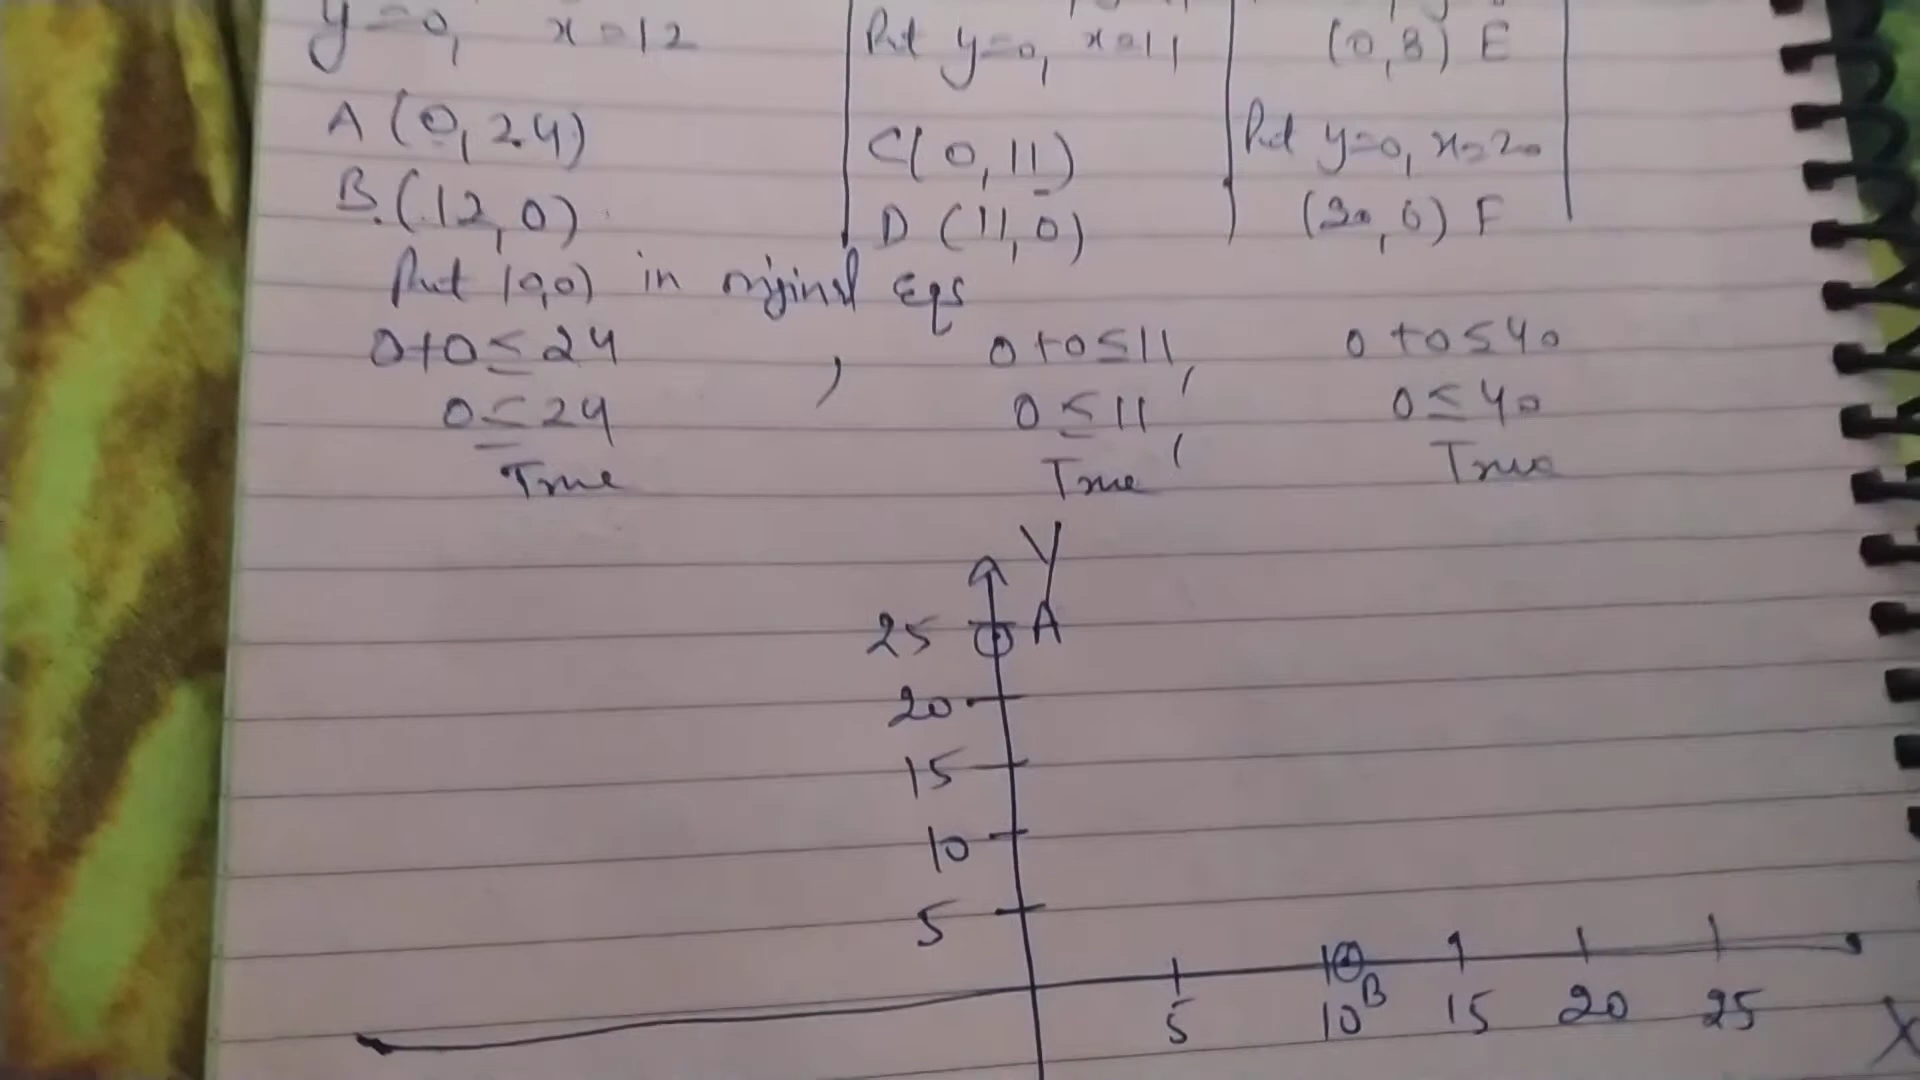 y=0, x=12
Put y=0, x=11
(0,8) E
A (0,24)
B.(12,0)
C(0,11)
D (11,0)
Put y=0, x=20
(20,0) F
Put (0,0) in original Eqs
0+0≤24 , 0+0≤11, 0+0≤40
0≤24 0≤11, 0≤40
True True True
Y
25 A
20
15
10
5
5 10 B 15 20 25 X